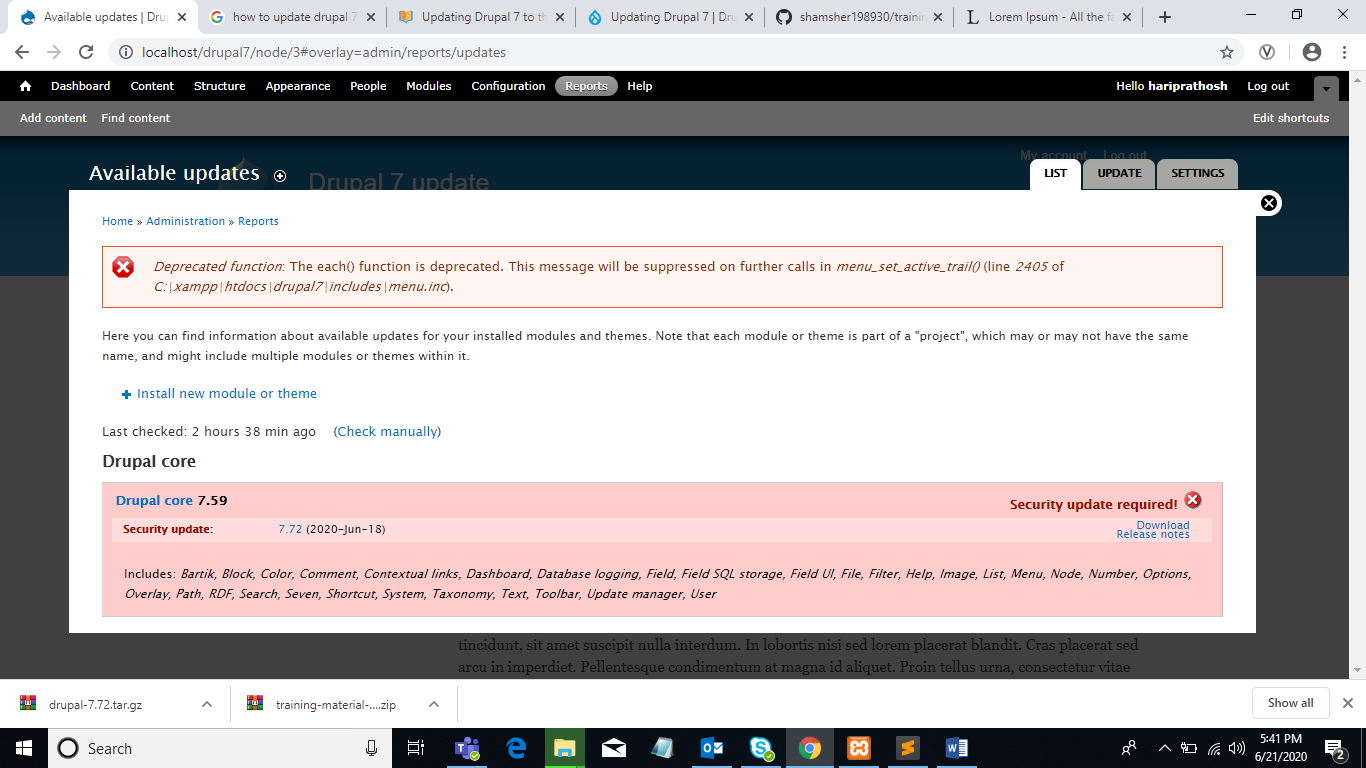 Available updates | Dru
how to update drupal 7
Updating Drupal 7 to th
Updating Drupal 7 | Dru
shamsher198930/trainin
Lorem Ipsum - All the fa
localhost/drupal7/node/3#overlay=admin/reports/updates
Dashboard Content Structure Appearance People Modules Configuration Reports Help Hello hariprathosh Log out
Add content Find content Edit shortcuts
My account Log out
Available updates
Drupal 7 update
LIST UPDATE SETTINGS
Home » Administration » Reports
Deprecated function: The each() function is deprecated. This message will be suppressed on further calls in menu_set_active_trail() (line 2405 of
C:\xampp\htdocs\drupal7\includes\menu.inc).
Here you can find information about available updates for your installed modules and themes. Note that each module or theme is part of a "project", which may or may not have the same
name, and might include multiple modules or themes within it.
Install new module or theme
Last checked: 2 hours 38 min ago (Check manually)
Drupal core
Drupal core 7.59 Security update required!
Security update: 7.72 (2020-Jun-18) Download
Release notes
Includes: Bartik, Block, Color, Comment, Contextual links, Dashboard, Database logging, Field, Field SQL storage, Field UI, File, Filter, Help, Image, List, Menu, Node, Number, Options,
Overlay, Path, RDF, Search, Seven, Shortcut, System, Taxonomy, Text, Toolbar, Update manager, User
tincidunt, sit amet suscipit nulla interdum. In lobortis nisi sed lorem placerat blandit. Cras placerat sed
arcu in imperdiet. Pellentesque condimentum at magna id aliquet. Proin tellus urna, consectetur vitae
drupal-7.72.tar.gz
training-material-....zip
Show all
Search
5:41 PM
6/21/2020
2